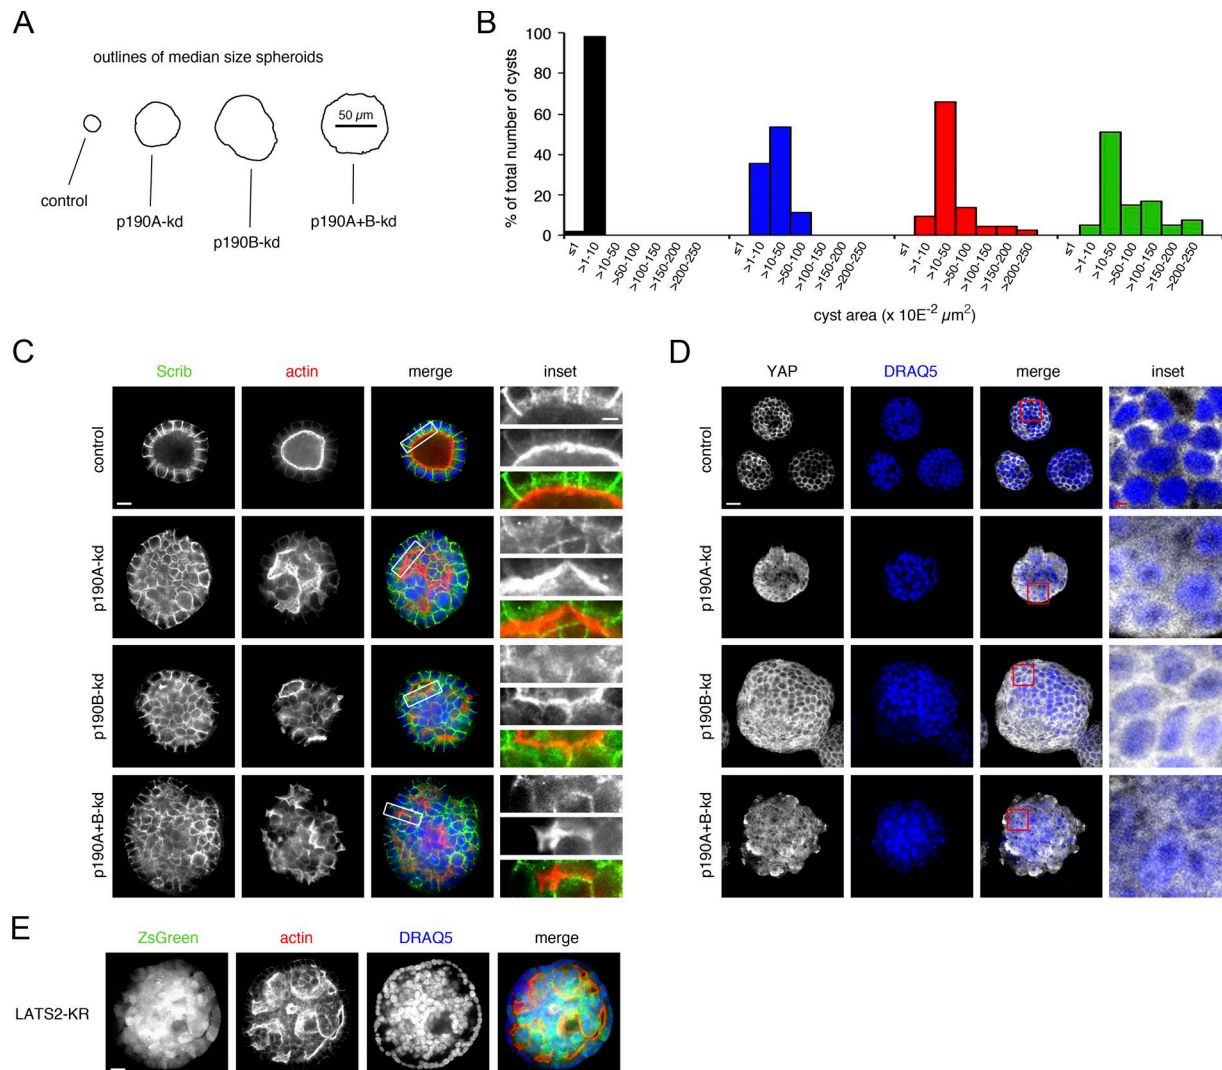 A
outlines of median size spheroids
50 µm
control
p190A-kd
p190B-kd
p190A+B-kd
B
% of total number of cysts
100
80
60
40
20
0
≤1
>1-10
>10-50
>50-100
>100-150
>150-200
>200-250
≤1
>1-10
>10-50
>50-100
>100-150
>150-200
>200-250
≤1
>1-10
>10-50
>50-100
>100-150
>150-200
>200-250
≤1
>1-10
>10-50
>50-100
>100-150
>150-200
>200-250
cyst area (x 10E⁻² µm²)
C
Scrib actin merge inset
control
p190A-kd
p190B-kd
p190A+B-kd
D
YAP DRAQ5 merge inset
control
p190A-kd
p190B-kd
p190A+B-kd
E
ZsGreen actin DRAQ5 merge
LATS2-KR